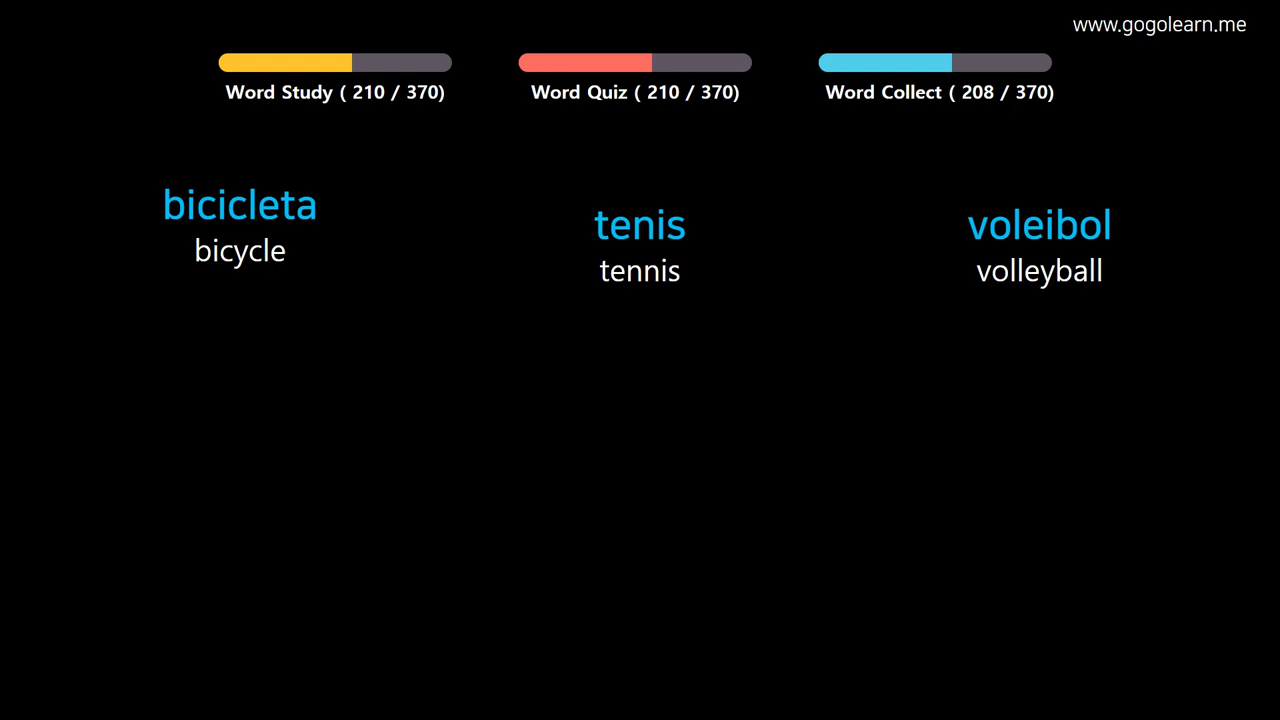 www.gogolearn.me
Word Study ( 210 / 370)
Word Quiz ( 210 / 370)
Word Collect ( 208 / 370)
bicicleta
bicycle
tenis
tennis
voleibol
volleyball